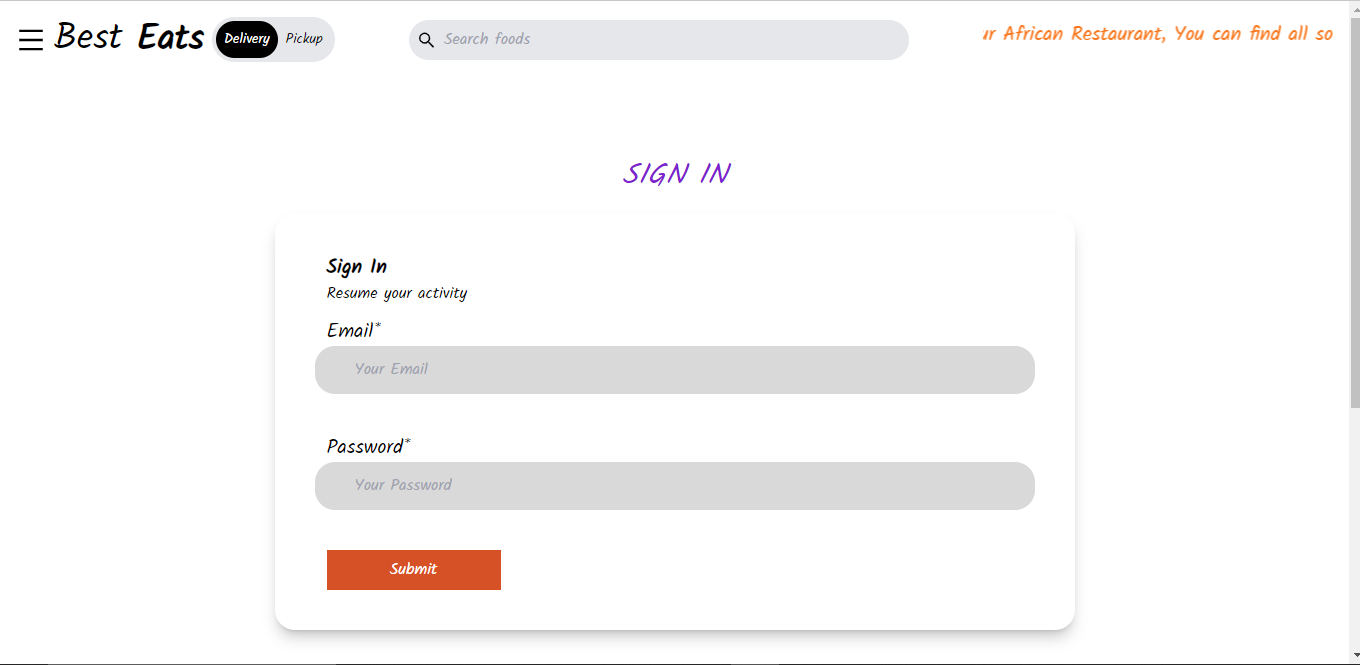 Best Eats Delivery Pickup Search foods ur African Restaurant, You can find all so
SIGN IN
Sign In
Resume your activity
Email*
Your Email
Password*
Your Password
Submit